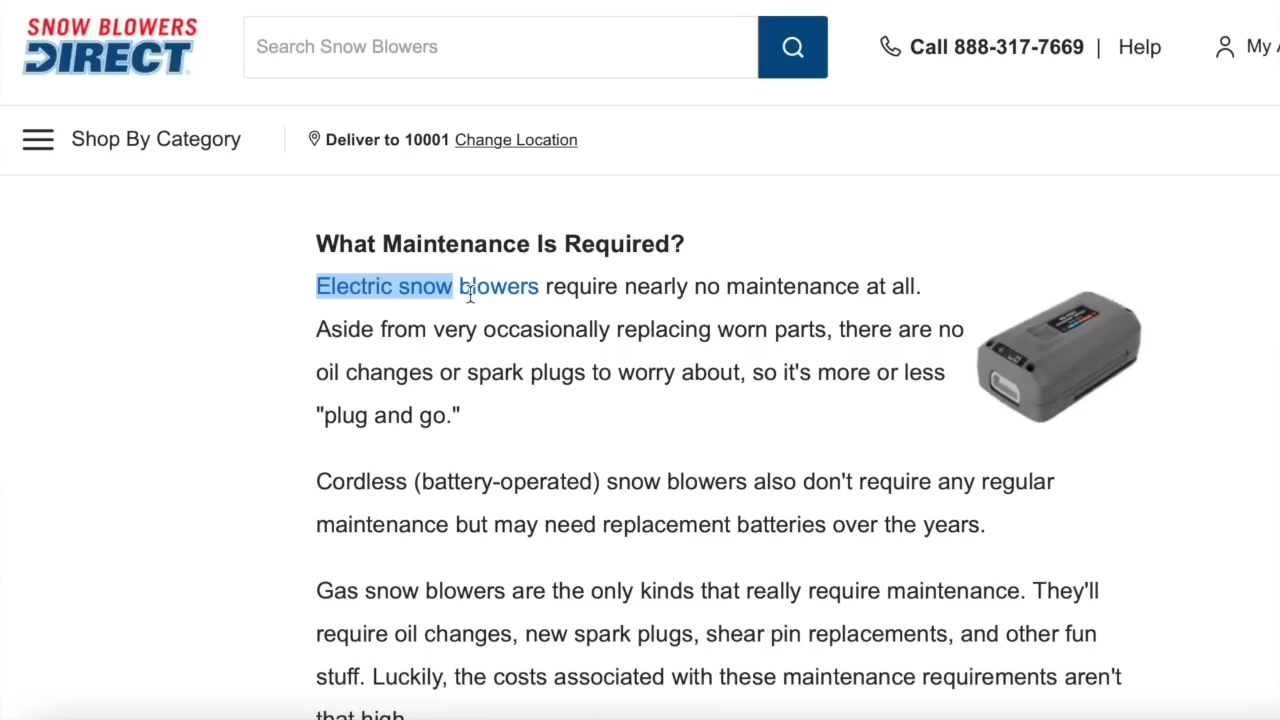 SNOW BLOWERS
DIRECT
Search Snow Blowers
Call 888-317-7669 | Help
My
Shop By Category
Deliver to 10001 Change Location
What Maintenance Is Required?
Electric snow blowers require nearly no maintenance at all.
Aside from very occasionally replacing worn parts, there are no
oil changes or spark plugs to worry about, so it's more or less
"plug and go."
Cordless (battery-operated) snow blowers also don't require any regular
maintenance but may need replacement batteries over the years.
Gas snow blowers are the only kinds that really require maintenance. They'll
require oil changes, new spark plugs, shear pin replacements, and other fun
stuff. Luckily, the costs associated with these maintenance requirements aren't
that high.